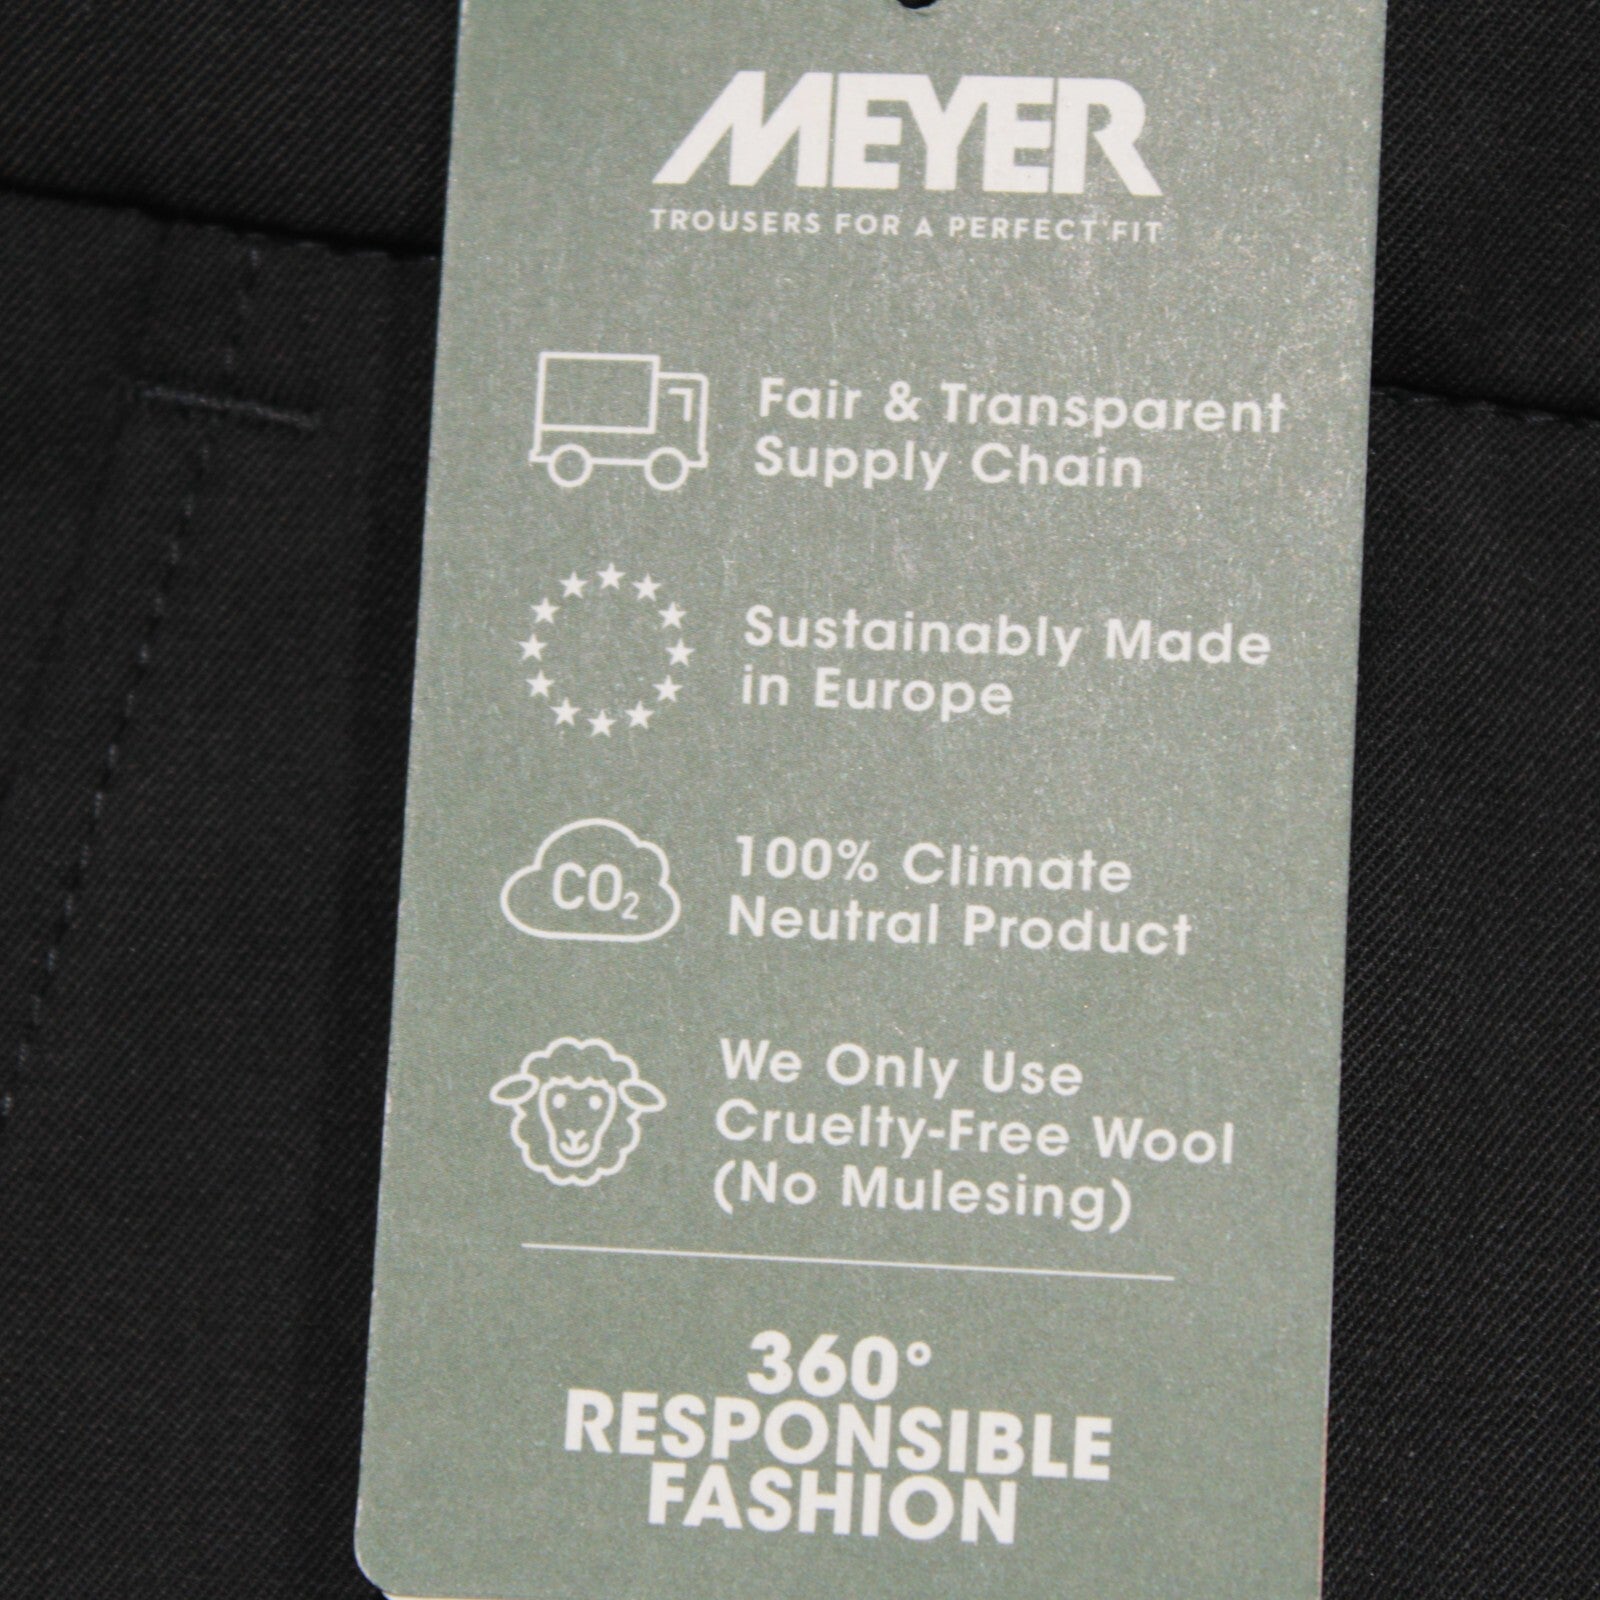 MEYER
TROUSERS FOR A PERFECT FIT
Fair & Transparent
Supply Chain
Sustainably Made
in Europe
CO₂
100% Climate
Neutral Product
We Only Use
Cruelty-Free Wool
(No Mulesing)
360°
RESPONSIBLE
FASHION